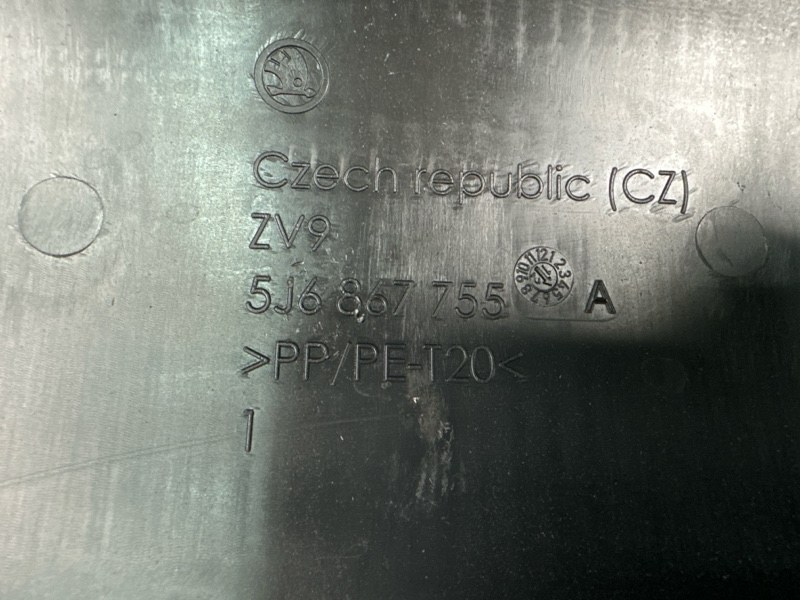 Czech republic (CZ)
ZV9
5J6 867 755 A
>PP/PE-T20<
1